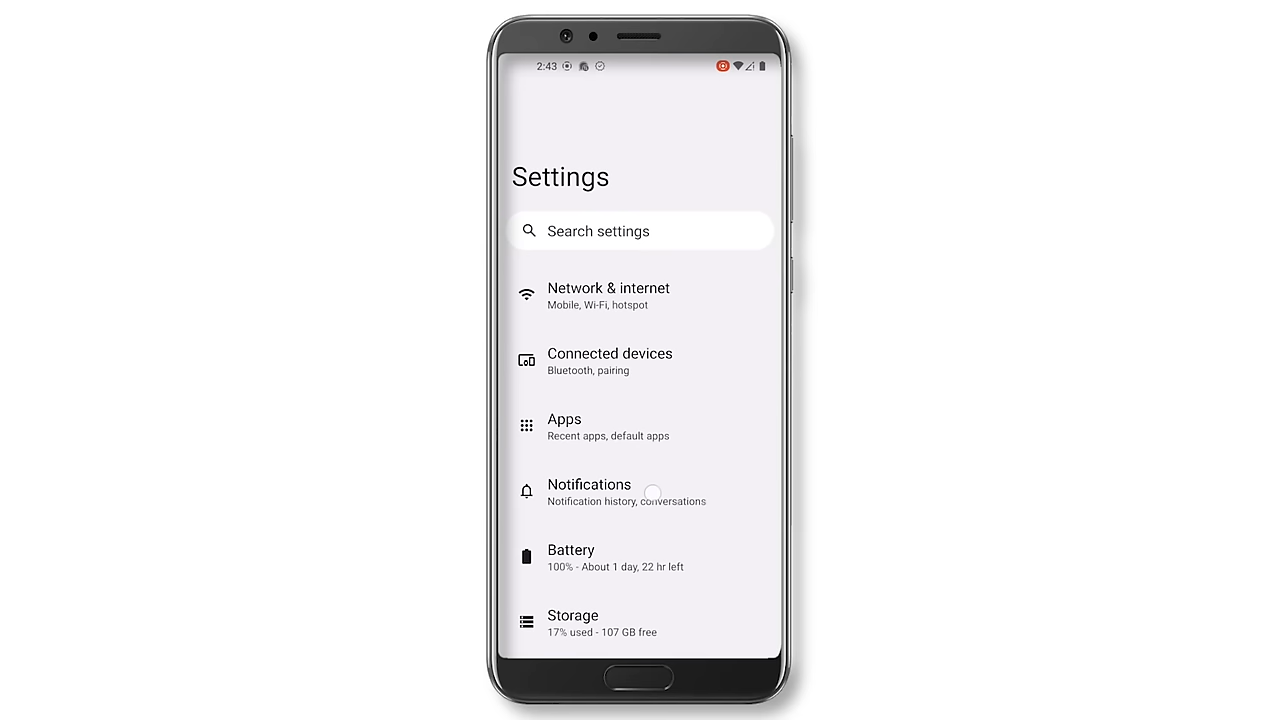 2:43
Settings
Search settings
Network & internet
Mobile, Wi-Fi, hotspot
Connected devices
Bluetooth, pairing
Apps
Recent apps, default apps
Notifications
Notification history, conversations
Battery
100% - About 1 day, 22 hr left
Storage
17% used - 107 GB free